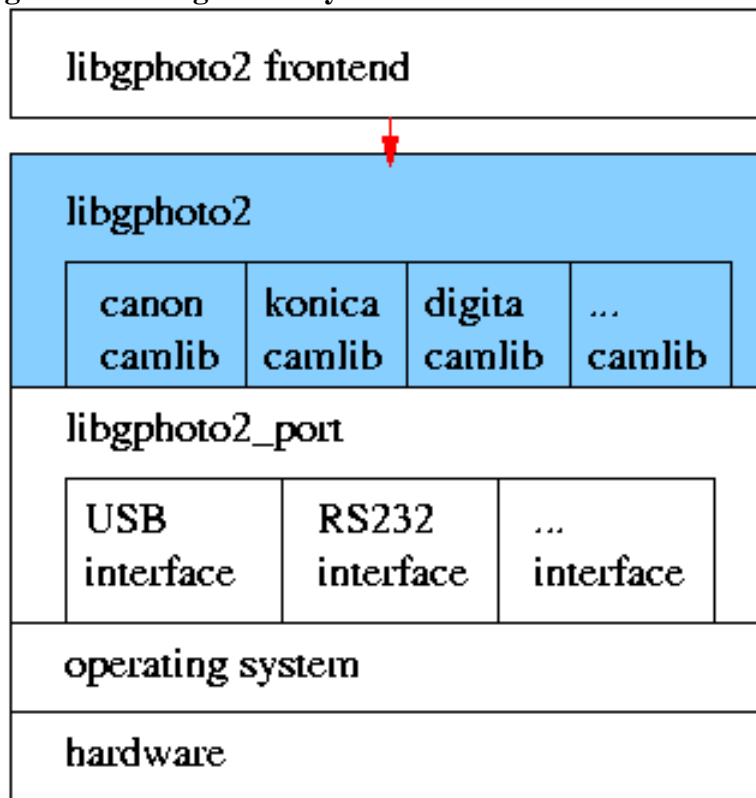 libgphoto2 frontend
libgphoto2
canon camlib
konica camlib
digita camlib
... camlib
libgphoto2_port
USB interface
RS232 interface
... interface
operating system
hardware